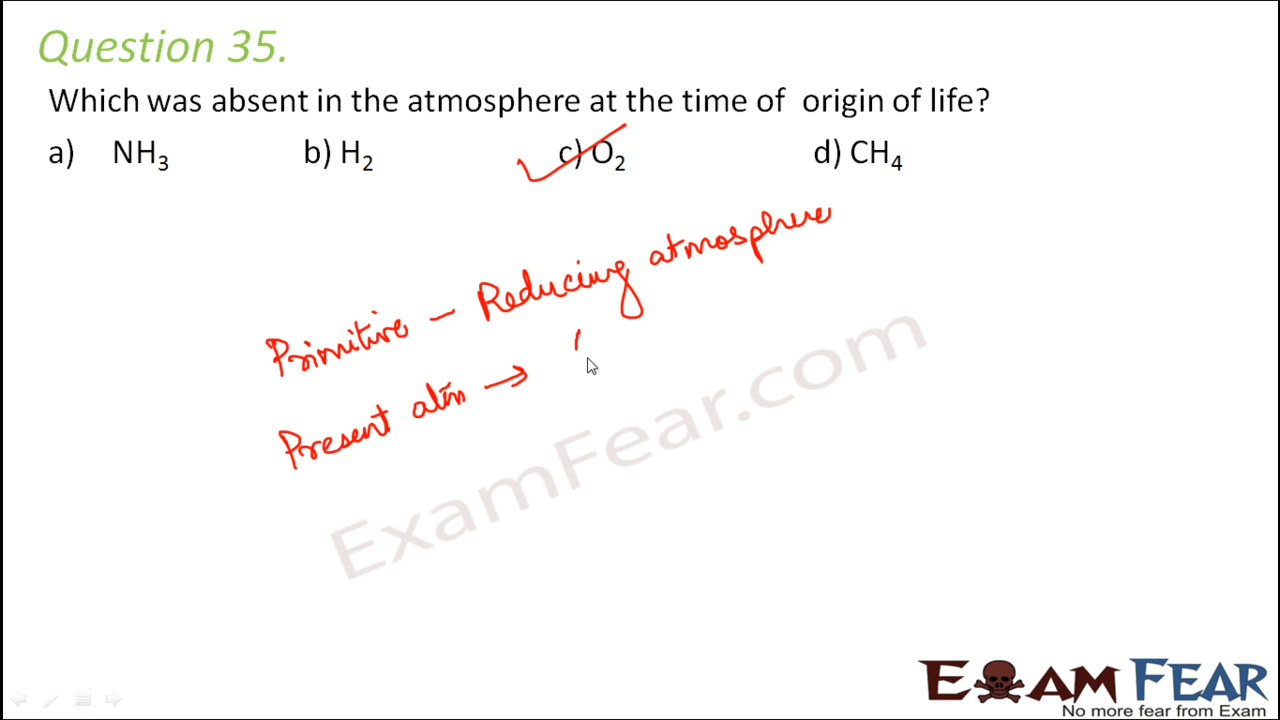 Question 35.
Which was absent in the atmosphere at the time of origin of life?
a) NH₃ b) H₂ c) O₂ d) CH₄
Primitive – Reducing atmosphere
Present atm →
ExamFear.com
EXAM FEAR
No more fear from Exam